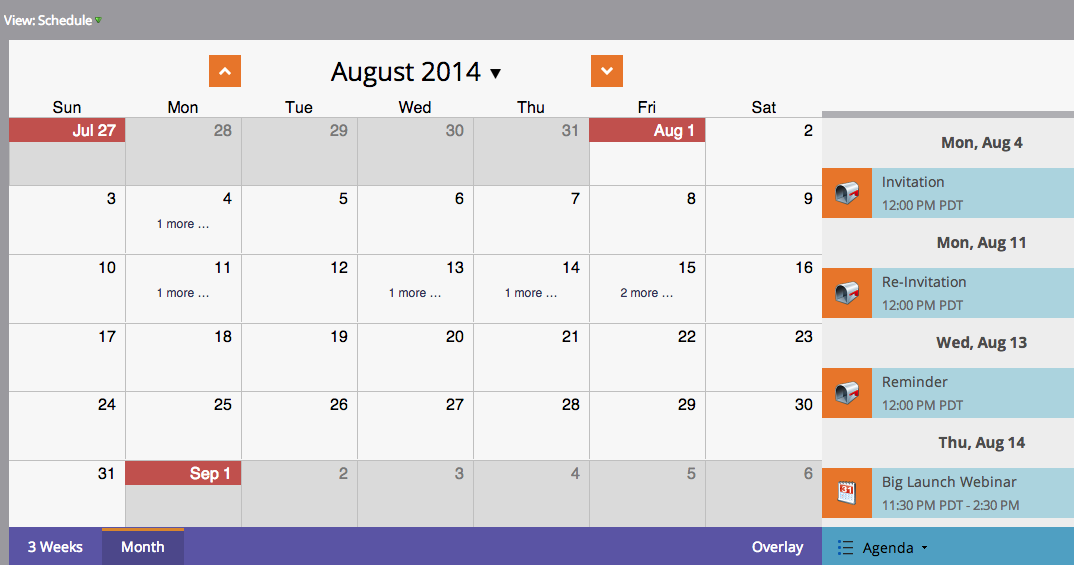 View: Schedule
August 2014
Sun Mon Tue Wed Thu Fri Sat
Jul 27 28 29 30 31 Aug 1 2
3 4 5 6 7 8 9
1 more ...
10 11 12 13 14 15 16
1 more ... 1 more ... 1 more ... 2 more ...
17 18 19 20 21 22 23
24 25 26 27 28 29 30
31 Sep 1 2 3 4 5 6
3 Weeks Month Overlay
Mon, Aug 4
Invitation
12:00 PM PDT
Mon, Aug 11
Re-Invitation
12:00 PM PDT
Wed, Aug 13
Reminder
12:00 PM PDT
Thu, Aug 14
31
Big Launch Webinar
11:30 PM PDT - 2:30 PM
Agenda